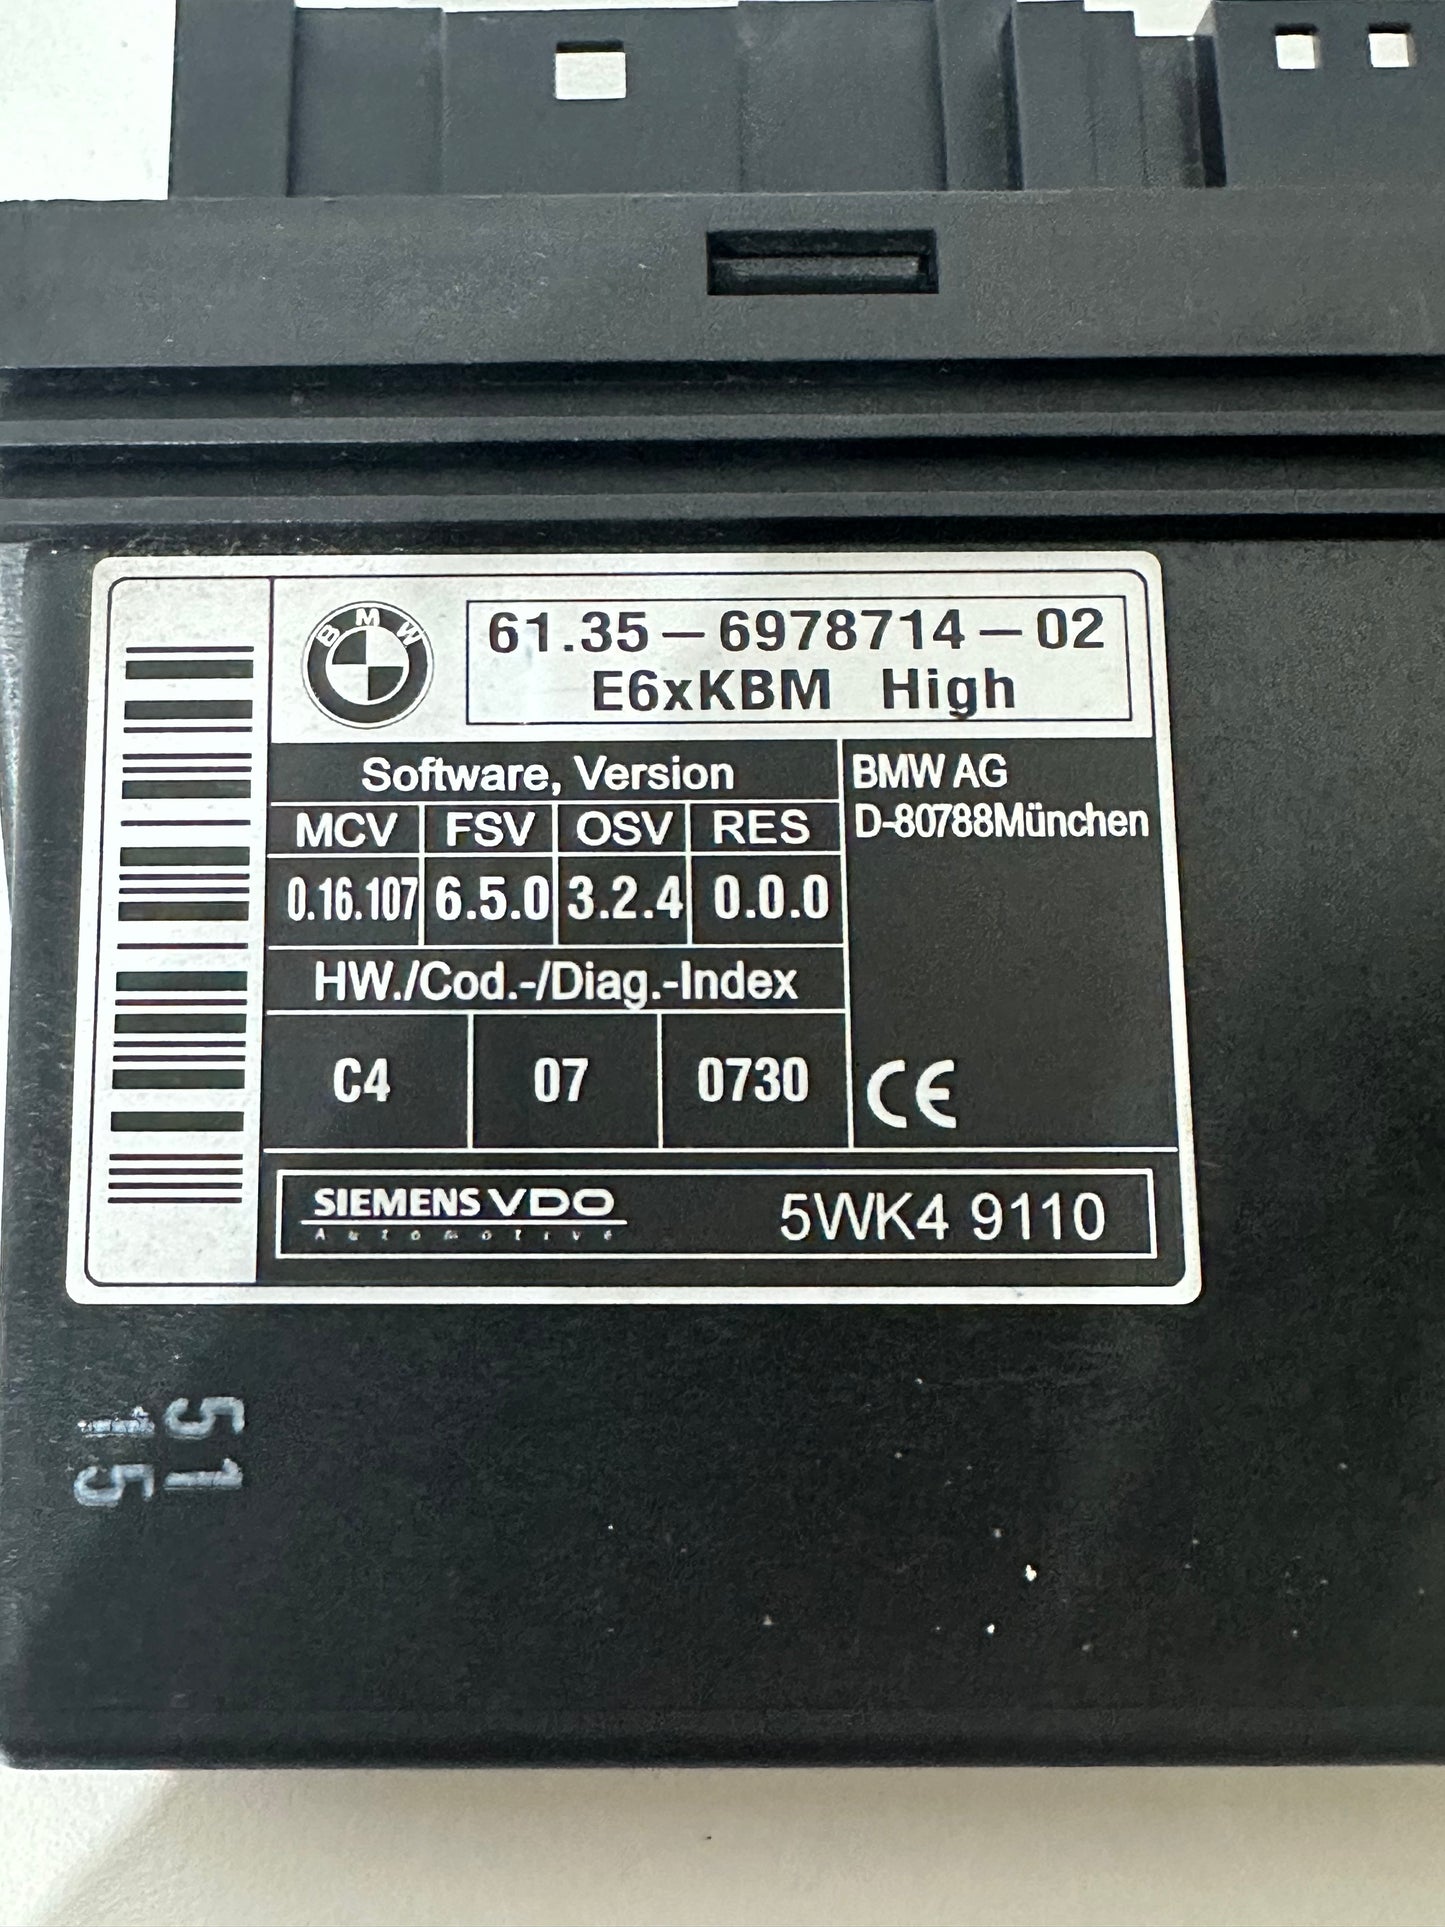 BMW
61.35-6978714-02
E6xKBM High
Software, Version
BMW AG
D-80788München
MCV FSV OSV RES
0.16.107 6.5.0 3.2.4 0.0.0
HW./Cod.-/Diag.-Index
C4 07 0730
CE
SIEMENS VDO
Automotive
5WK4 9110
51
15